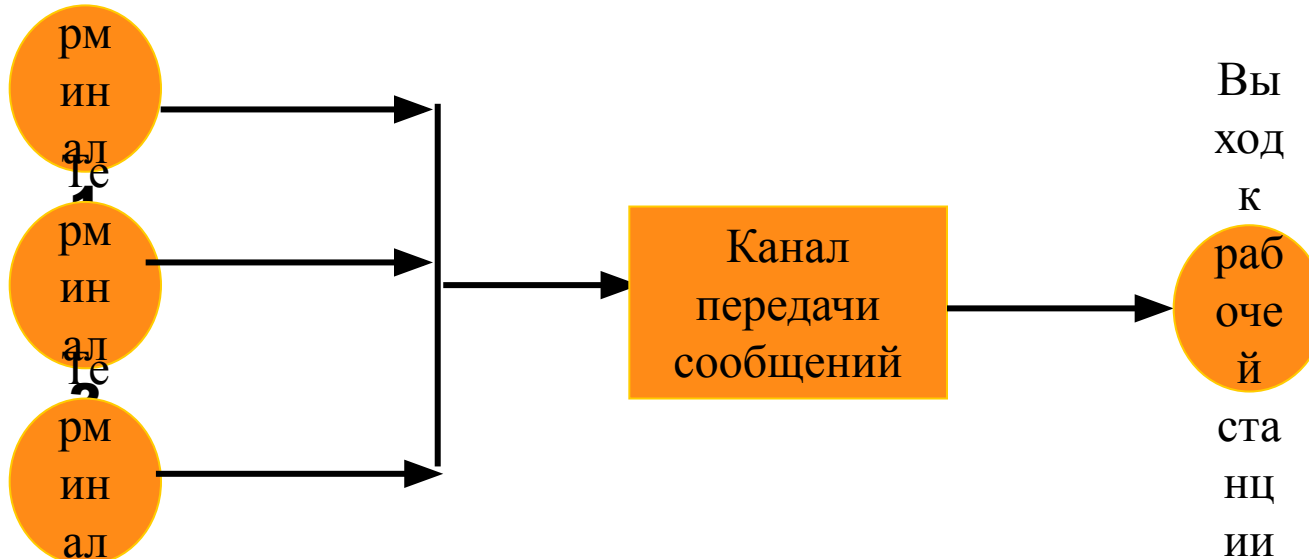 рм
ин
ал
Те
1
рм
ин
ал
Те
рм
ин
ал
Канал
передачи
сообщений
Вы
ход
к
раб
оче
й
ста
нц
ии